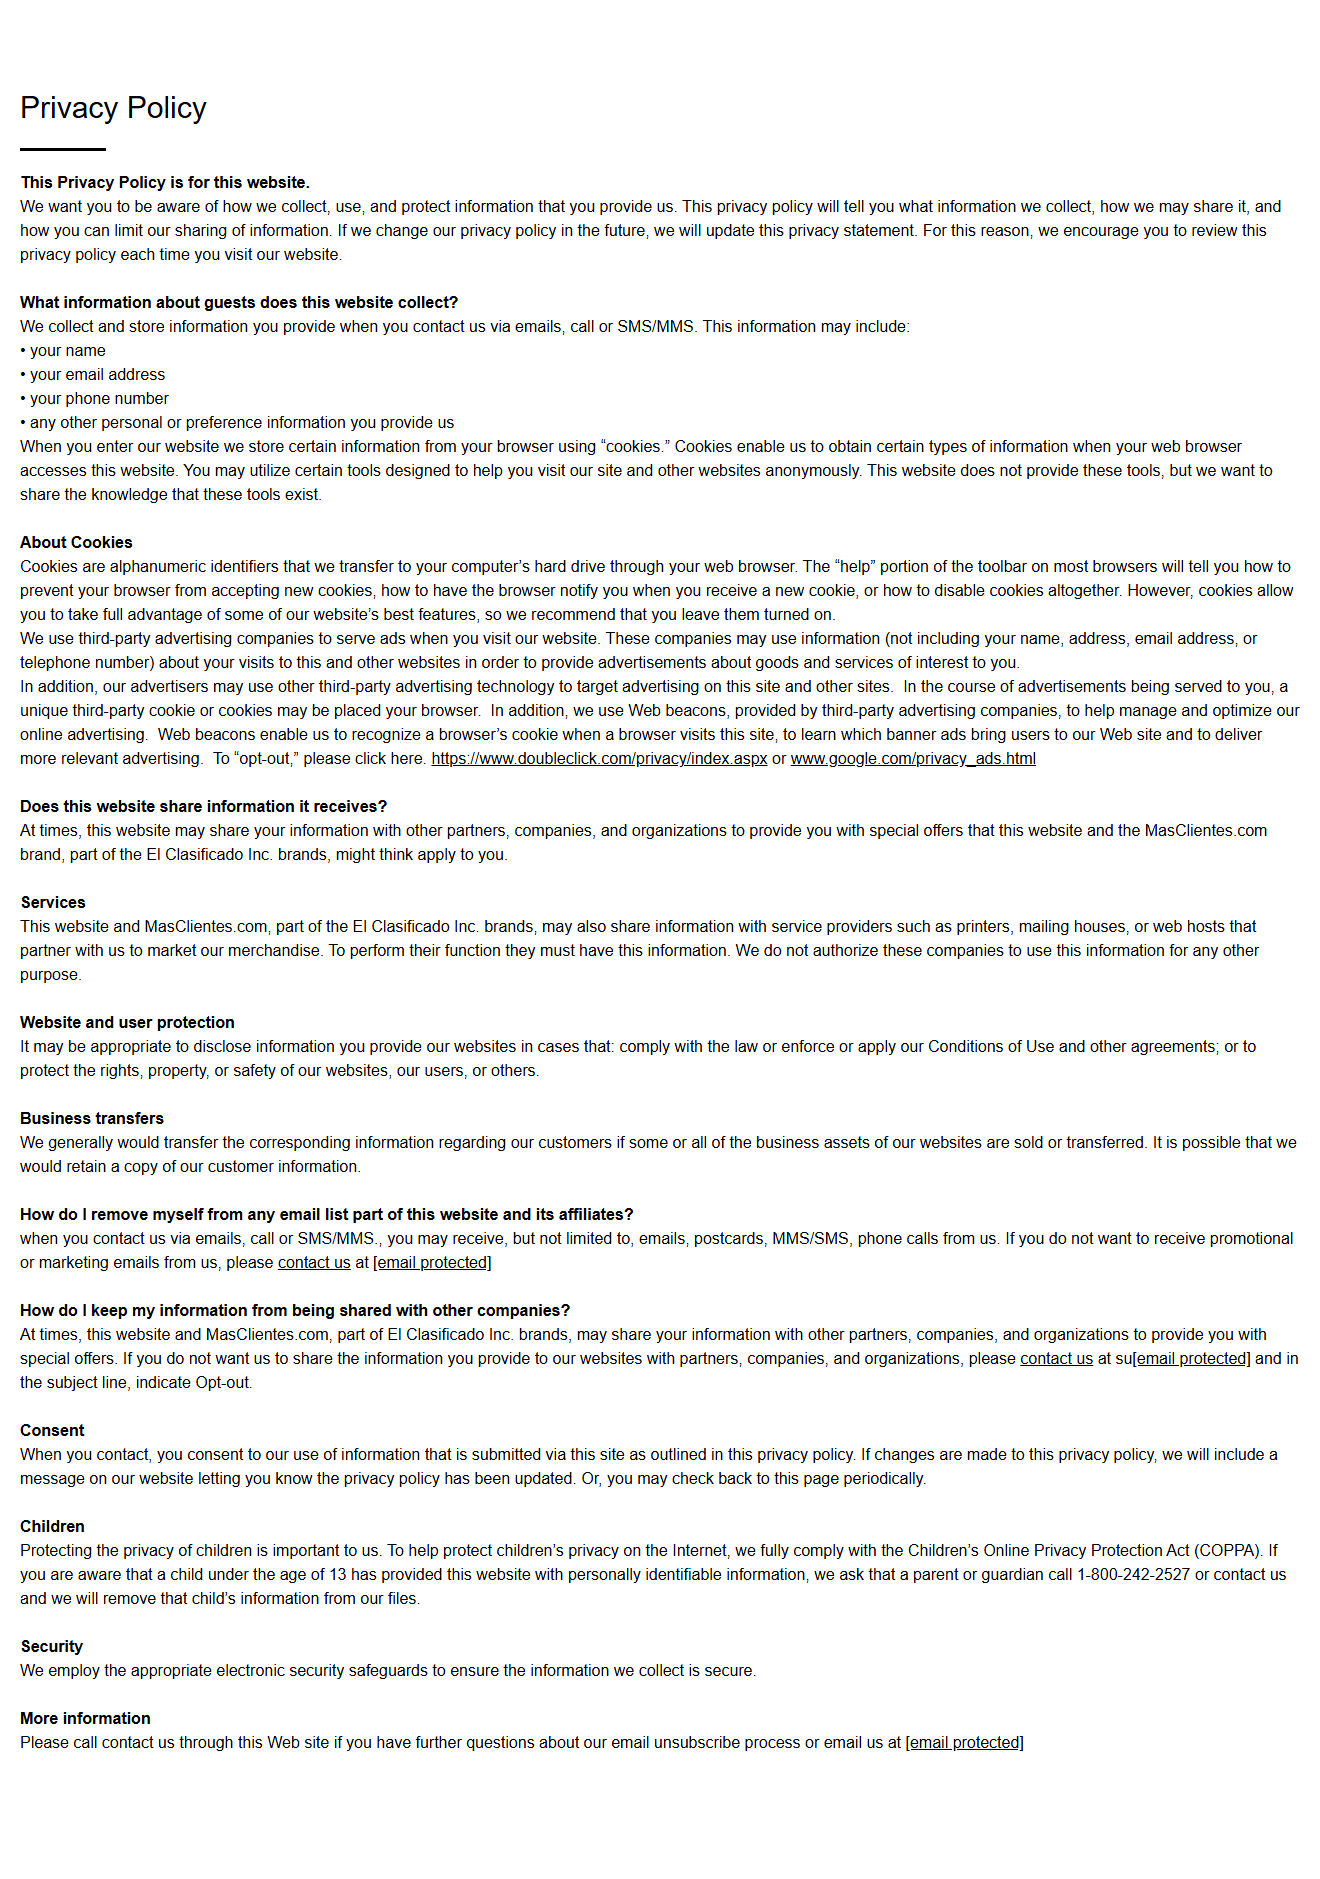 Privacy Policy
This Privacy Policy is for this website.
We want you to be aware of how we collect, use, and protect information that you provide us. This privacy policy will tell you what information we collect, how we may share it, and
how you can limit our sharing of information. If we change our privacy policy in the future, we will update this privacy statement. For this reason, we encourage you to review this
privacy policy each time you visit our website.
What information about guests does this website collect?
We collect and store information you provide when you contact us via emails, call or SMS/MMS. This information may include:
• your name
• your email address
• your phone number
• any other personal or preference information you provide us
When you enter our website we store certain information from your browser using “cookies.” Cookies enable us to obtain certain types of information when your web browser
accesses this website. You may utilize certain tools designed to help you visit our site and other websites anonymously. This website does not provide these tools, but we want to
share the knowledge that these tools exist.
About Cookies
Cookies are alphanumeric identifiers that we transfer to your computer’s hard drive through your web browser. The “help” portion of the toolbar on most browsers will tell you how to
prevent your browser from accepting new cookies, how to have the browser notify you when you receive a new cookie, or how to disable cookies altogether. However, cookies allow
you to take full advantage of some of our website’s best features, so we recommend that you leave them turned on.
We use third-party advertising companies to serve ads when you visit our website. These companies may use information (not including your name, address, email address, or
telephone number) about your visits to this and other websites in order to provide advertisements about goods and services of interest to you.
In addition, our advertisers may use other third-party advertising technology to target advertising on this site and other sites.  In the course of advertisements being served to you, a
unique third-party cookie or cookies may be placed your browser.  In addition, we use Web beacons, provided by third-party advertising companies, to help manage and optimize our
online advertising.  Web beacons enable us to recognize a browser’s cookie when a browser visits this site, to learn which banner ads bring users to our Web site and to deliver
more relevant advertising.  To “opt-out,” please click here. https://www.doubleclick.com/privacy/index.aspx or www.google.com/privacy_ads.html
Does this website share information it receives?
At times, this website may share your information with other partners, companies, and organizations to provide you with special offers that this website and the MasClientes.com
brand, part of the El Clasificado Inc. brands, might think apply to you.
Services
This website and MasClientes.com, part of the El Clasificado Inc. brands, may also share information with service providers such as printers, mailing houses, or web hosts that
partner with us to market our merchandise. To perform their function they must have this information. We do not authorize these companies to use this information for any other
purpose.
Website and user protection
It may be appropriate to disclose information you provide our websites in cases that: comply with the law or enforce or apply our Conditions of Use and other agreements; or to
protect the rights, property, or safety of our websites, our users, or others.
Business transfers
We generally would transfer the corresponding information regarding our customers if some or all of the business assets of our websites are sold or transferred. It is possible that we
would retain a copy of our customer information.
How do I remove myself from any email list part of this website and its affiliates?
when you contact us via emails, call or SMS/MMS., you may receive, but not limited to, emails, postcards, MMS/SMS, phone calls from us. If you do not want to receive promotional
or marketing emails from us, please contact us at [email protected]
How do I keep my information from being shared with other companies?
At times, this website and MasClientes.com, part of El Clasificado Inc. brands, may share your information with other partners, companies, and organizations to provide you with
special offers. If you do not want us to share the information you provide to our websites with partners, companies, and organizations, please contact us at su[email protected] and in
the subject line, indicate Opt-out.
Consent
When you contact, you consent to our use of information that is submitted via this site as outlined in this privacy policy. If changes are made to this privacy policy, we will include a
message on our website letting you know the privacy policy has been updated. Or, you may check back to this page periodically.
Children
Protecting the privacy of children is important to us. To help protect children’s privacy on the Internet, we fully comply with the Children’s Online Privacy Protection Act (COPPA). If
you are aware that a child under the age of 13 has provided this website with personally identifiable information, we ask that a parent or guardian call 1-800-242-2527 or contact us
and we will remove that child’s information from our files.
Security
We employ the appropriate electronic security safeguards to ensure the information we collect is secure.
More information
Please call contact us through this Web site if you have further questions about our email unsubscribe process or email us at [email protected]